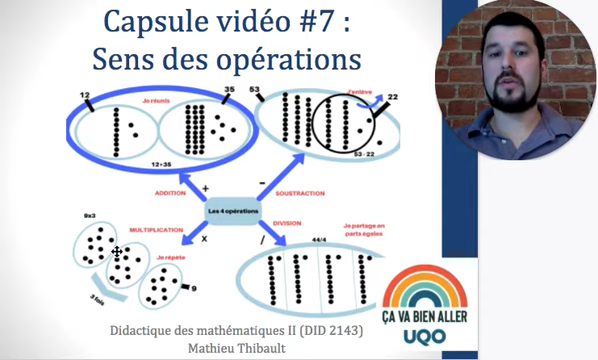 Capsule vidéo #7 :
Sens des opérations
12
Je réunis
35
12+35
53
J'enlève
22
53 - 22
ADDITION
+
-
SOUSTRACTION
Les 4 opérations
MULTIPLICATION
x
/
DIVISION
9x3
Je répète
9
3 fois
Je partage en
parts égales
44/4
ÇA VA BIEN ALLER
UQO
Didactique des mathématiques II (DID 2143)
Mathieu Thibault